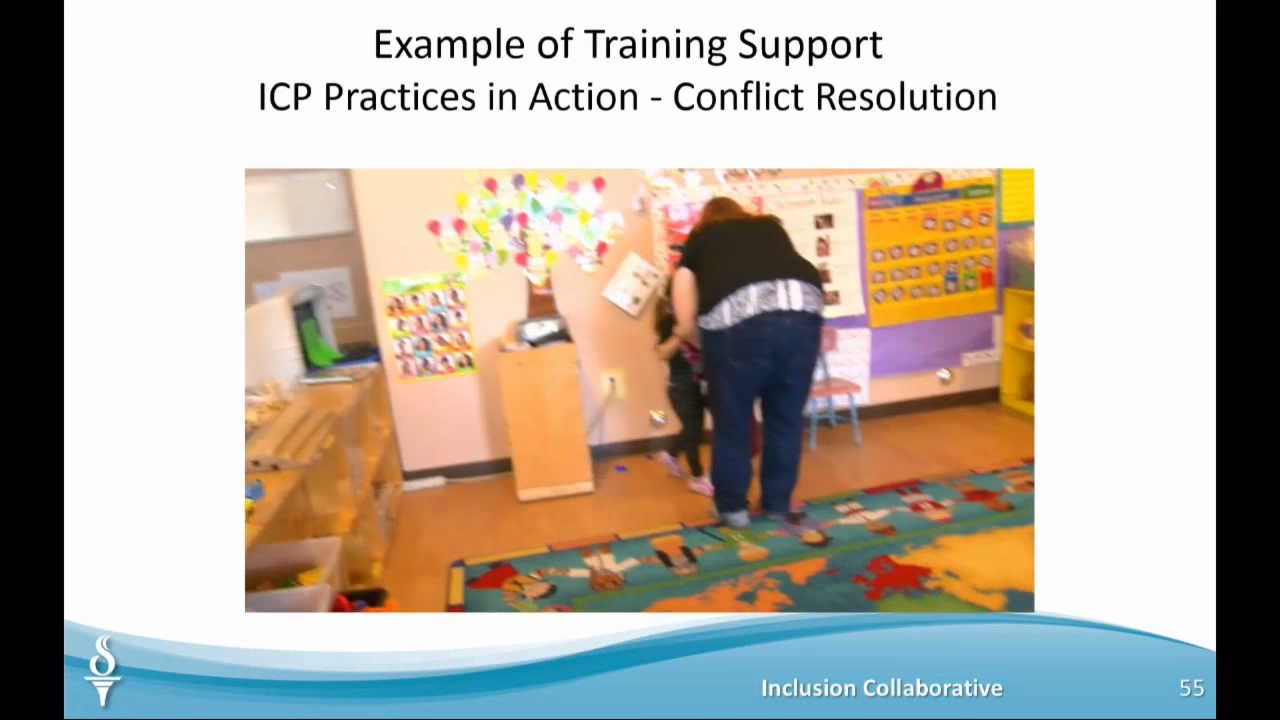 Example of Training Support
ICP Practices in Action - Conflict Resolution
Inclusion Collaborative
55